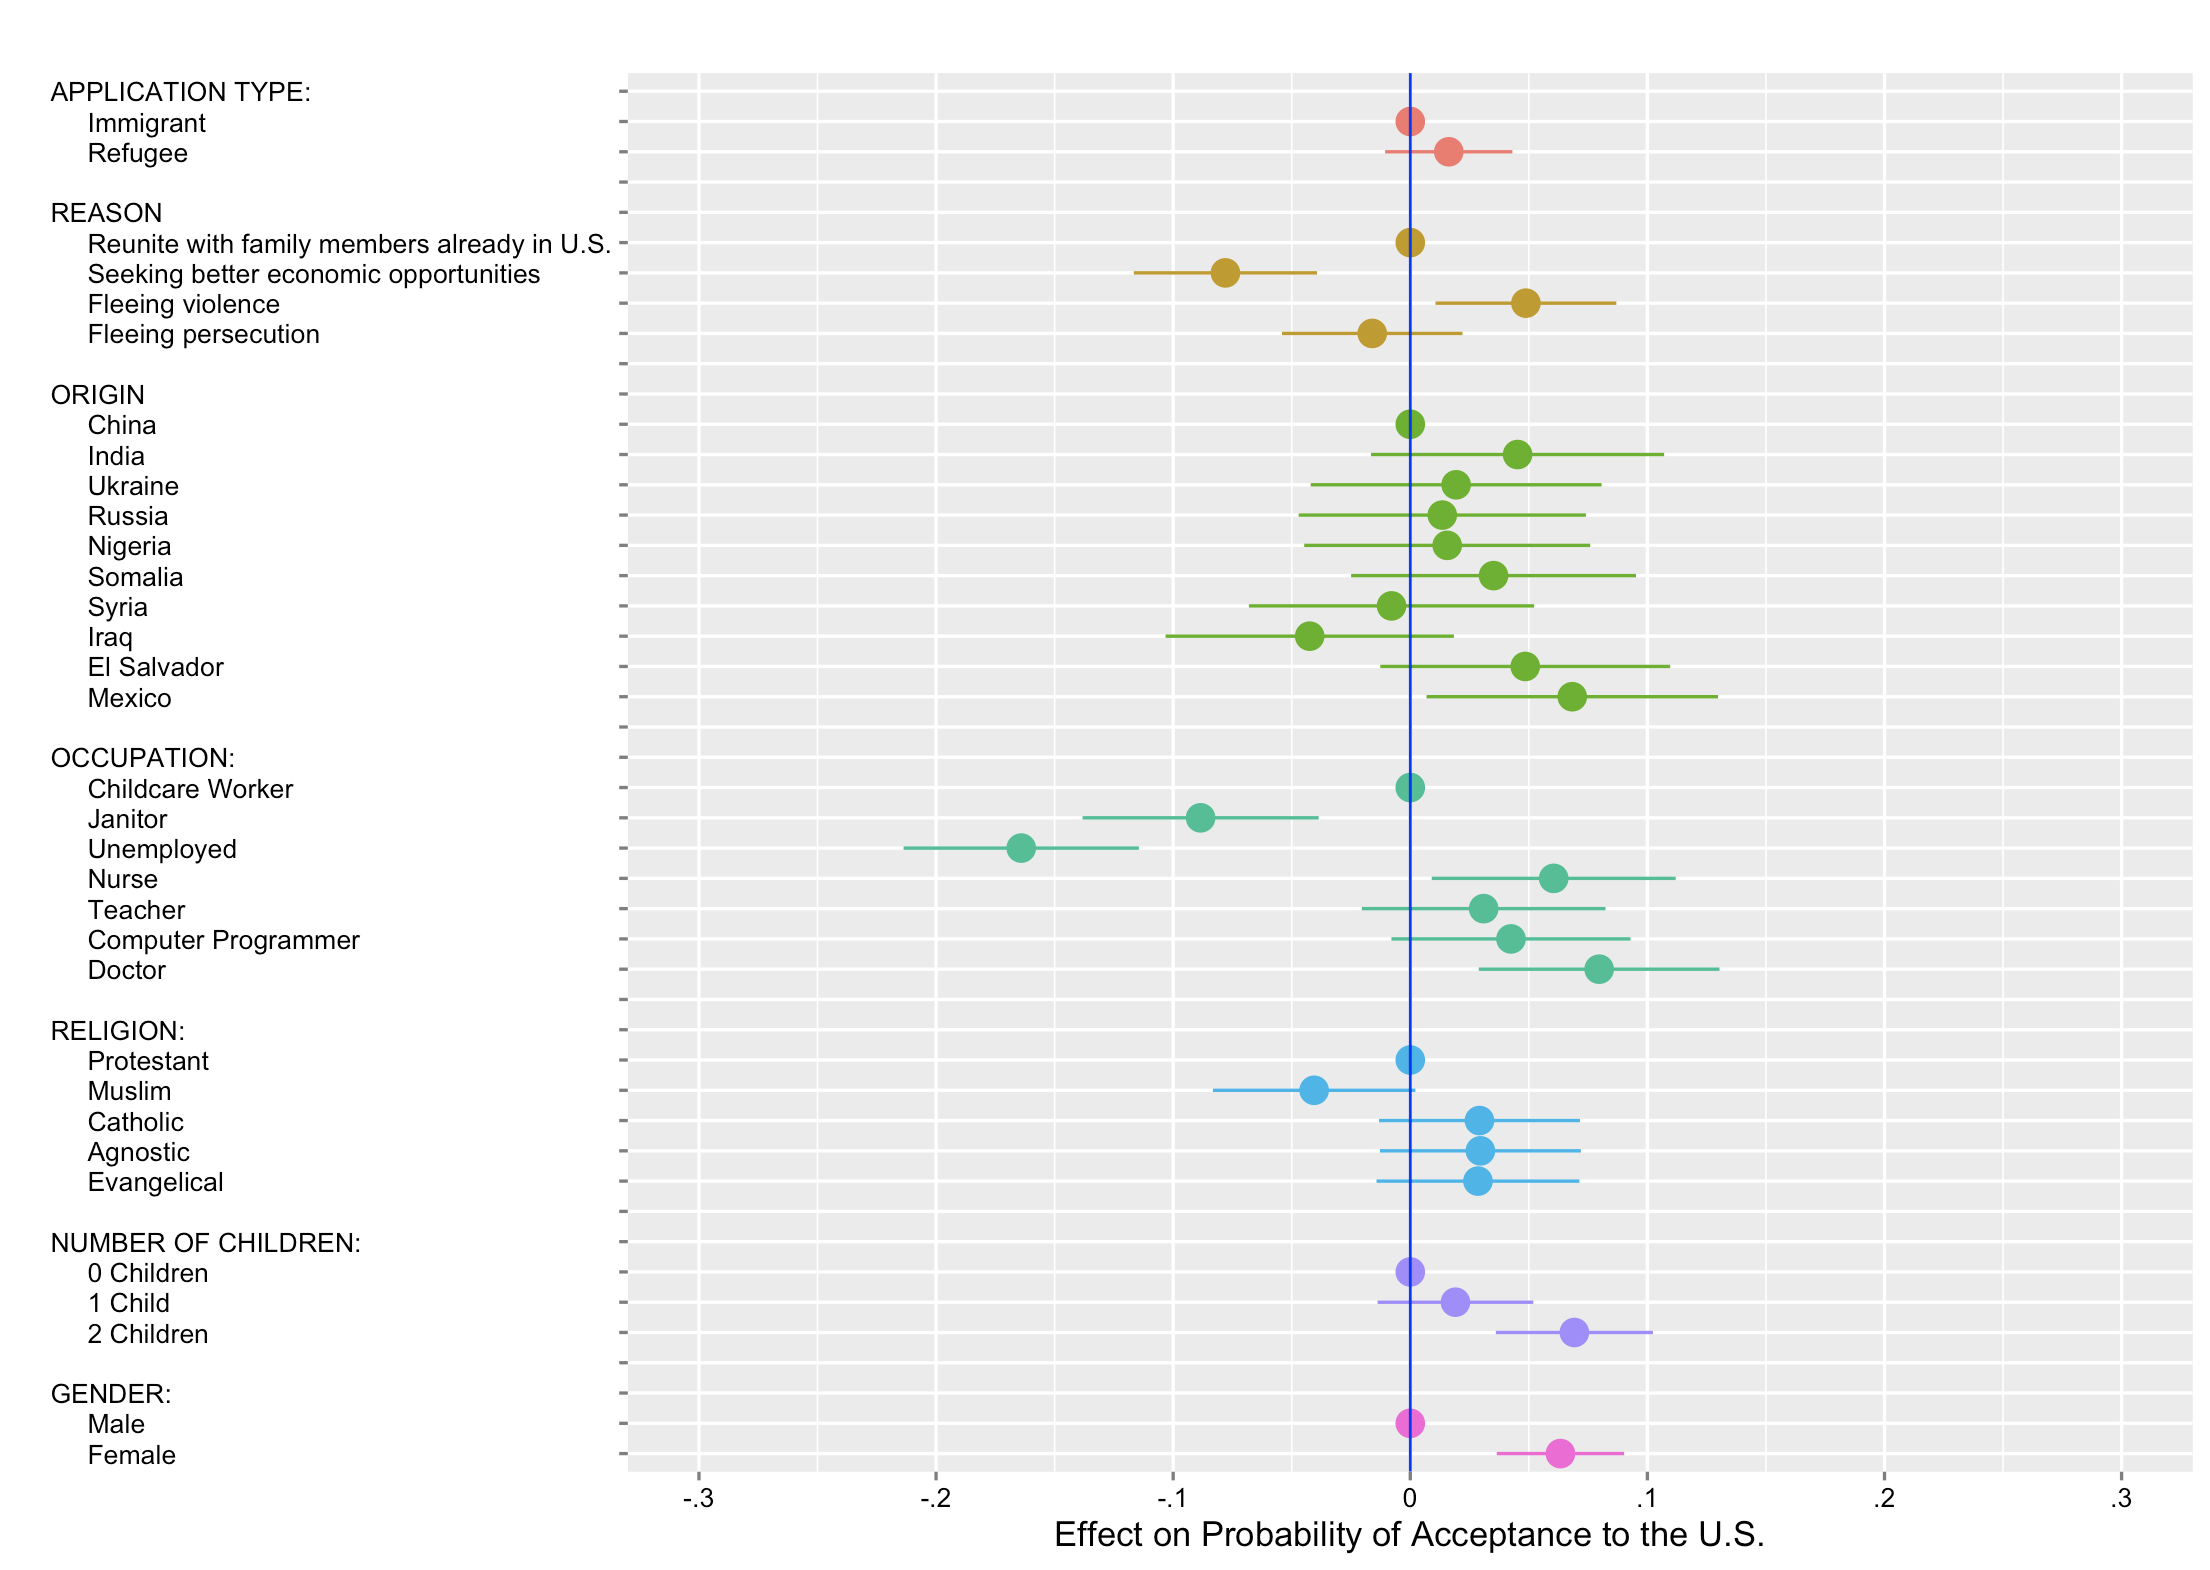 APPLICATION TYPE:
Immigrant
Refugee
REASON
Reunite with family members already in U.S.
Seeking better economic opportunities
Fleeing violence
Fleeing persecution
ORIGIN
China
India
Ukraine
Russia
Nigeria
Somalia
Syria
Iraq
El Salvador
Mexico
OCCUPATION:
Childcare Worker
Janitor
Unemployed
Nurse
Teacher
Computer Programmer
Doctor
RELIGION:
Protestant
Muslim
Catholic
Agnostic
Evangelical
NUMBER OF CHILDREN:
0 Children
1 Child
2 Children
GENDER:
Male
Female
-.3 -.2 -.1 0 .1 .2 .3
Effect on Probability of Acceptance to the U.S.